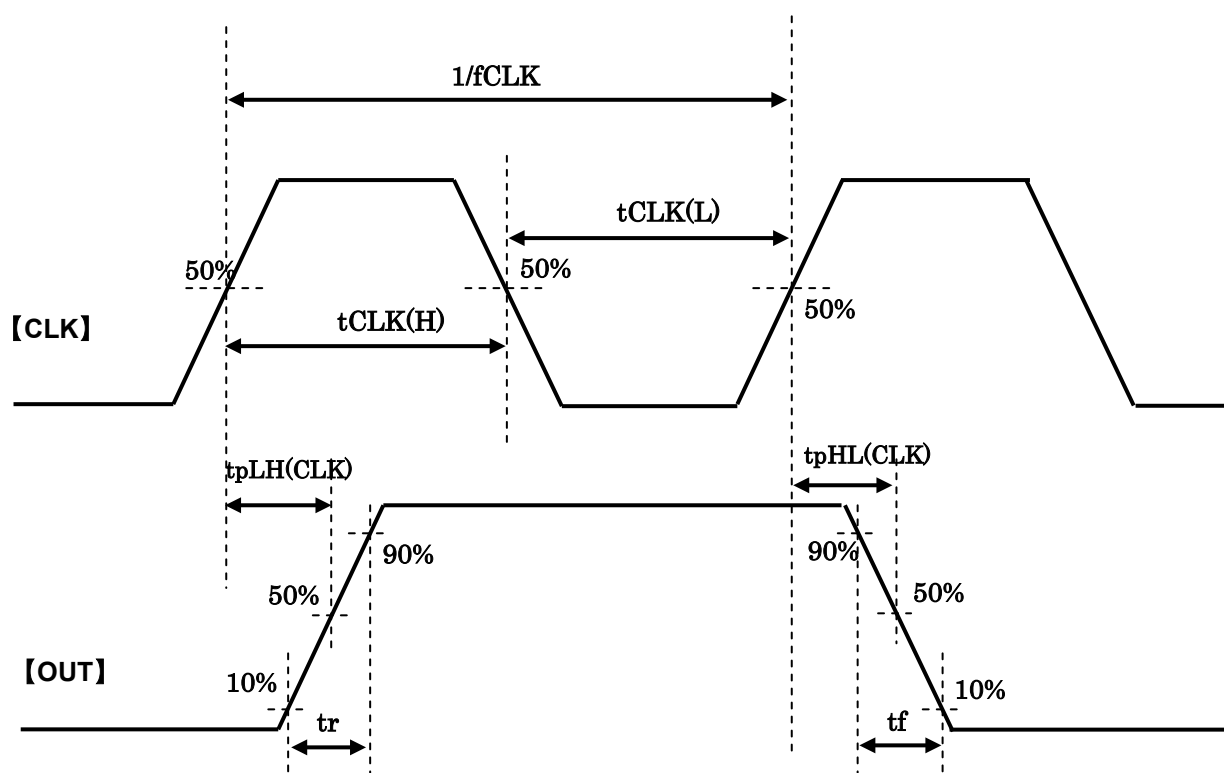 1/fCLK
tCLK(L)
50%
50%
50%
tCLK(H)
【CLK】
tpLH(CLK)
tpHL(CLK)
90%
90%
50%
50%
【OUT】
10%
10%
tr
tf